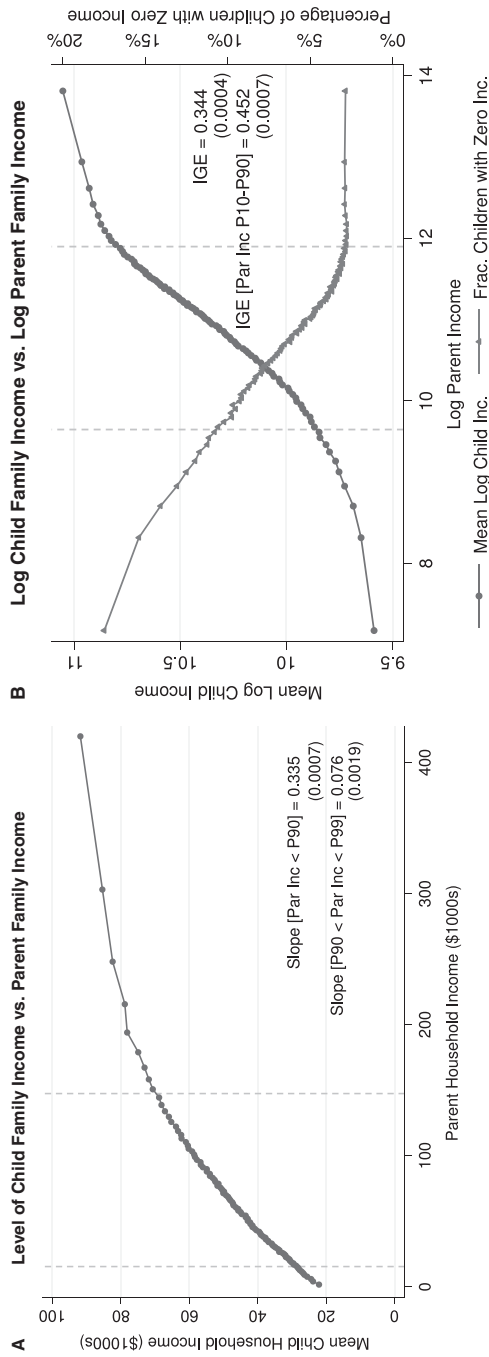 A
Level of Child Family Income vs. Parent Family Income
Mean Child Household Income ($1000s)
100
80
60
40
20
0
Slope [Par Inc < P90] = 0.335
(0.0007)
Slope [P90 < Par Inc < P99] = 0.076
(0.0019)
0
100
200
300
400
Parent Household Income ($1000s)
B
Log Child Family Income vs. Log Parent Family Income
Mean Log Child Income
11
10.5
10
9.5
Percentage of Children with Zero Income
20%
15%
10%
5%
0%
IGE = 0.344
(0.0004)
IGE [Par Inc P10-P90] = 0.452
(0.0007)
8
10
12
14
Log Parent Income
Mean Log Child Inc.
Frac. Children with Zero Inc.